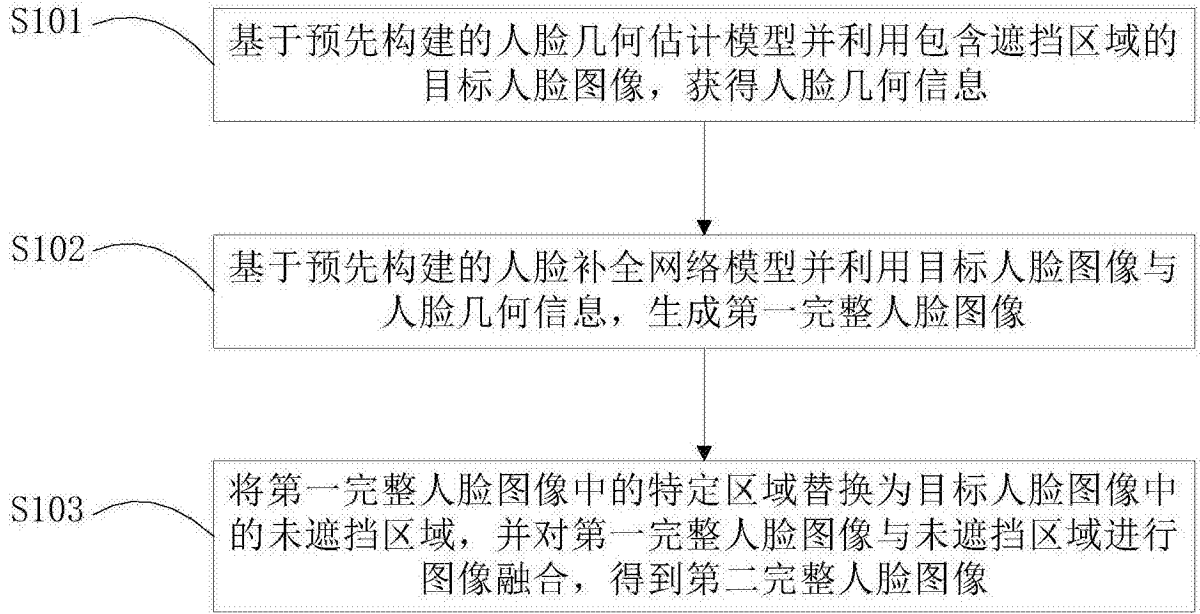 S101
基于预先构建的人脸几何估计模型并利用包含遮挡区域的
目标人脸图像，获得人脸几何信息
S102
基于预先构建的人脸补全网络模型并利用目标人脸图像与
人脸几何信息，生成第一完整人脸图像
S103
将第一完整人脸图像中的特定区域替换为目标人脸图像中
的未遮挡区域，并对第一完整人脸图像与未遮挡区域进行
图像融合，得到第二完整人脸图像